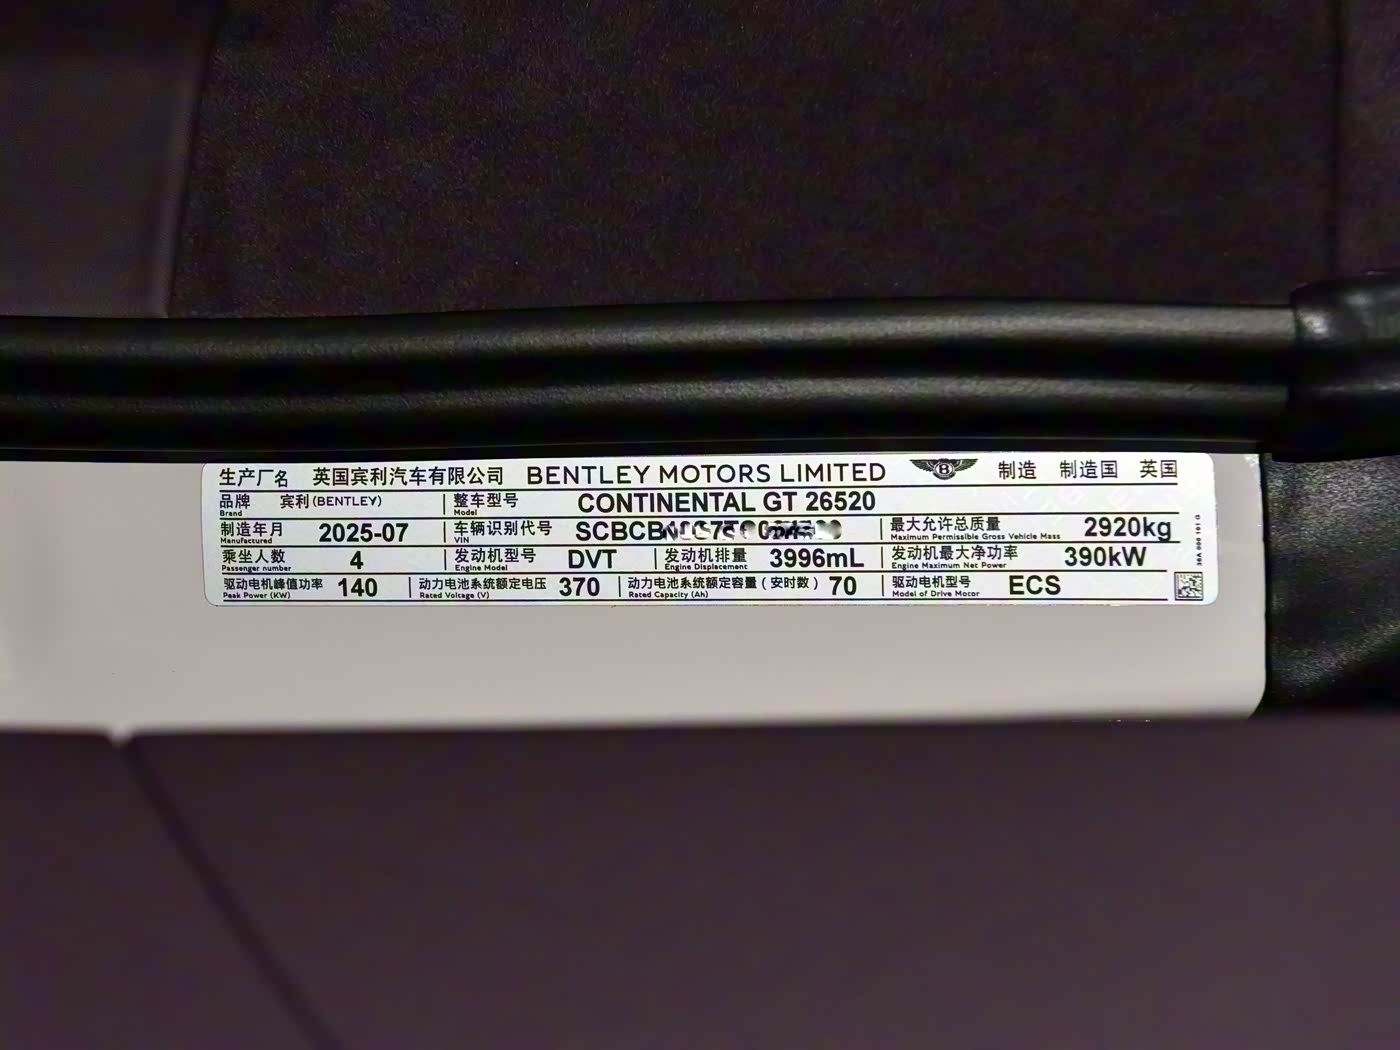 生产厂名 英国宾利汽车有限公司 BENTLEY MOTORS LIMITED B 制造 制造国 英国
品牌 宾利(BENTLEY) 整车型号 CONTINENTAL GT 26520
Brand Model
制造年月 2025-07 车辆识别代号 最大允许总质量 2920kg
Manufactured VIN Maximum Permissible Gross Vehicle Mass
乘坐人数 4 发动机型号 DVT 发动机排量 3996mL 发动机最大净功率 390kW
Passenger number Engine Model Engine Displacement Engine Maximum Net Power
驱动电机峰值功率 140 动力电池系统额定电压 370 动力电池系统额定容量(安时数) 70 驱动电机型号 ECS
Peak Power (KW) Rated Voltage (V) Rated Capacity (Ah) Model of Drive Motor